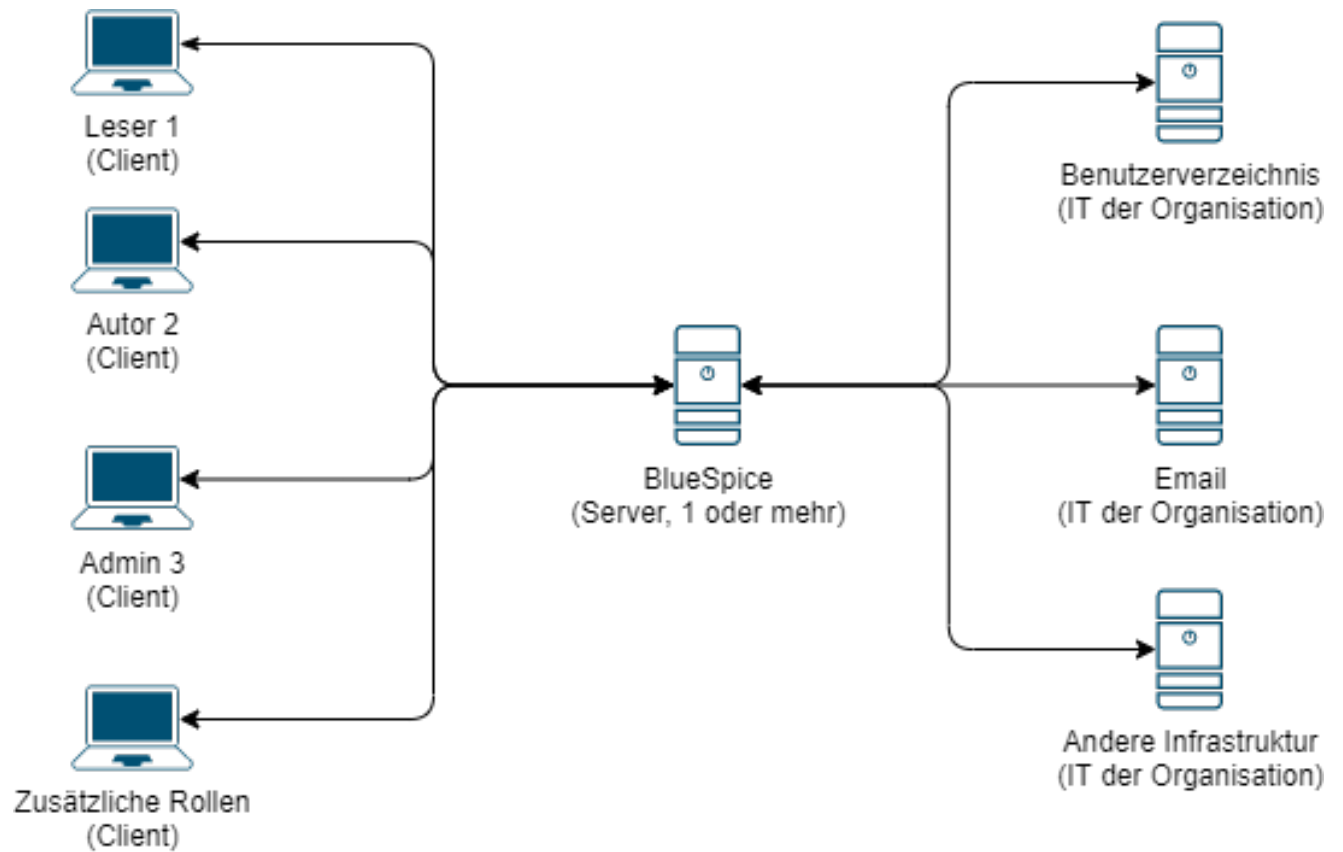 Leser 1
(Client)
Autor 2
(Client)
Admin 3
(Client)
Zusätzliche Rollen
(Client)
BlueSpice
(Server, 1 oder mehr)
Benutzerverzeichnis
(IT der Organisation)
Email
(IT der Organisation)
Andere Infrastruktur
(IT der Organisation)